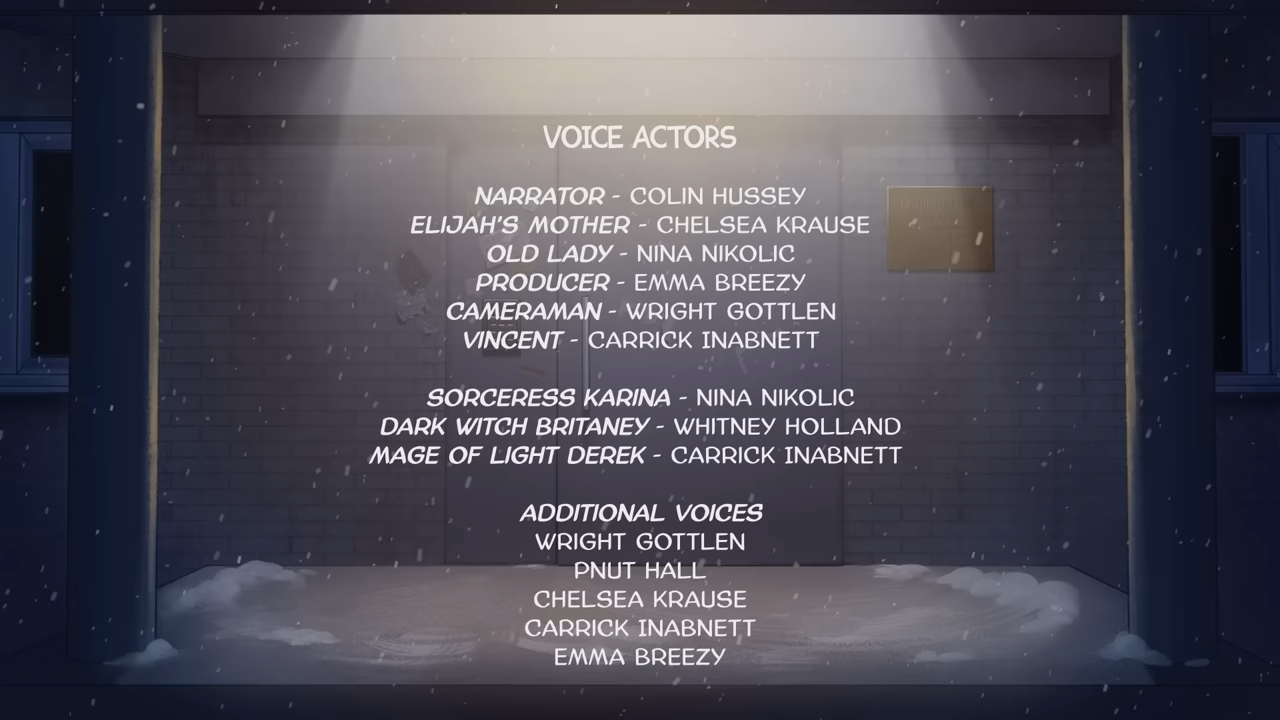 VOICE ACTORS
NARRATOR - COLIN HUSSEY
ELIJAH'S MOTHER - CHELSEA KRAUSE
OLD LADY - NINA NIKOLIC
PRODUCER - EMMA BREEZY
CAMERAMAN - WRIGHT GOTTLEN
VINCENT - CARRICK INABNETT
SORCERESS KARINA - NINA NIKOLIC
DARK WITCH BRITANEY - WHITNEY HOLLAND
MAGE OF LIGHT DEREK - CARRICK INABNETT
ADDITIONAL VOICES
WRIGHT GOTTLEN
PNUT HALL
CHELSEA KRAUSE
CARRICK INABNETT
EMMA BREEZY